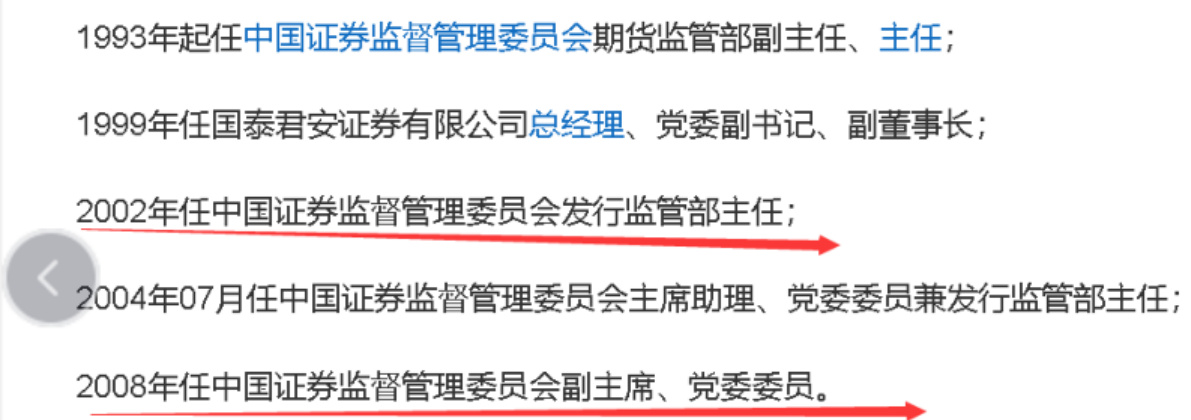 1993年起任中国证券监督管理委员会期货监管部副主任、主任；
1999年任国泰君安证券有限公司总经理、党委副书记、副董事长；
2002年任中国证券监督管理委员会发行监管部主任；
2004年07月任中国证券监督管理委员会主席助理、党委委员兼发行监管部主任；
2008年任中国证券监督管理委员会副主席、党委委员。